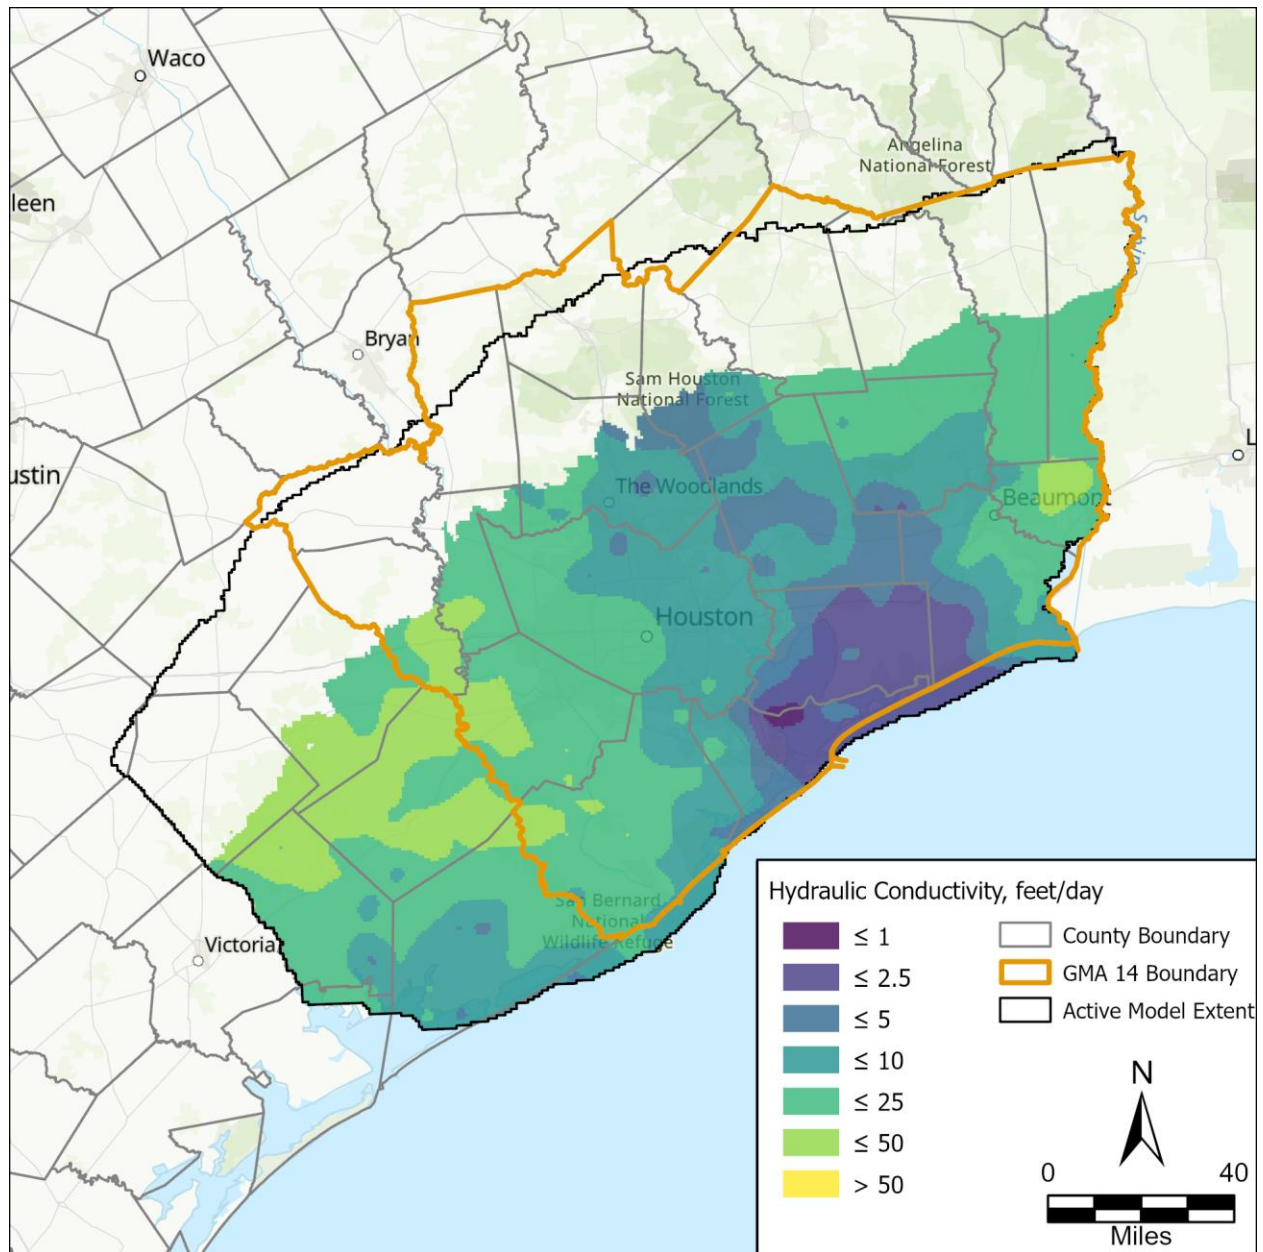 Waco
Angelina
National Forest
leen
Bryan
Sam Houston
National Forest
ustin
L
The Woodlands
Beaumont
Houston
San Bernard
National
Wildlife Refuge
Victoria
Hydraulic Conductivity, feet/day
≤ 1
≤ 2.5
≤ 5
≤ 10
≤ 25
≤ 50
> 50
County Boundary
GMA 14 Boundary
Active Model Extent
N
0 40
Miles